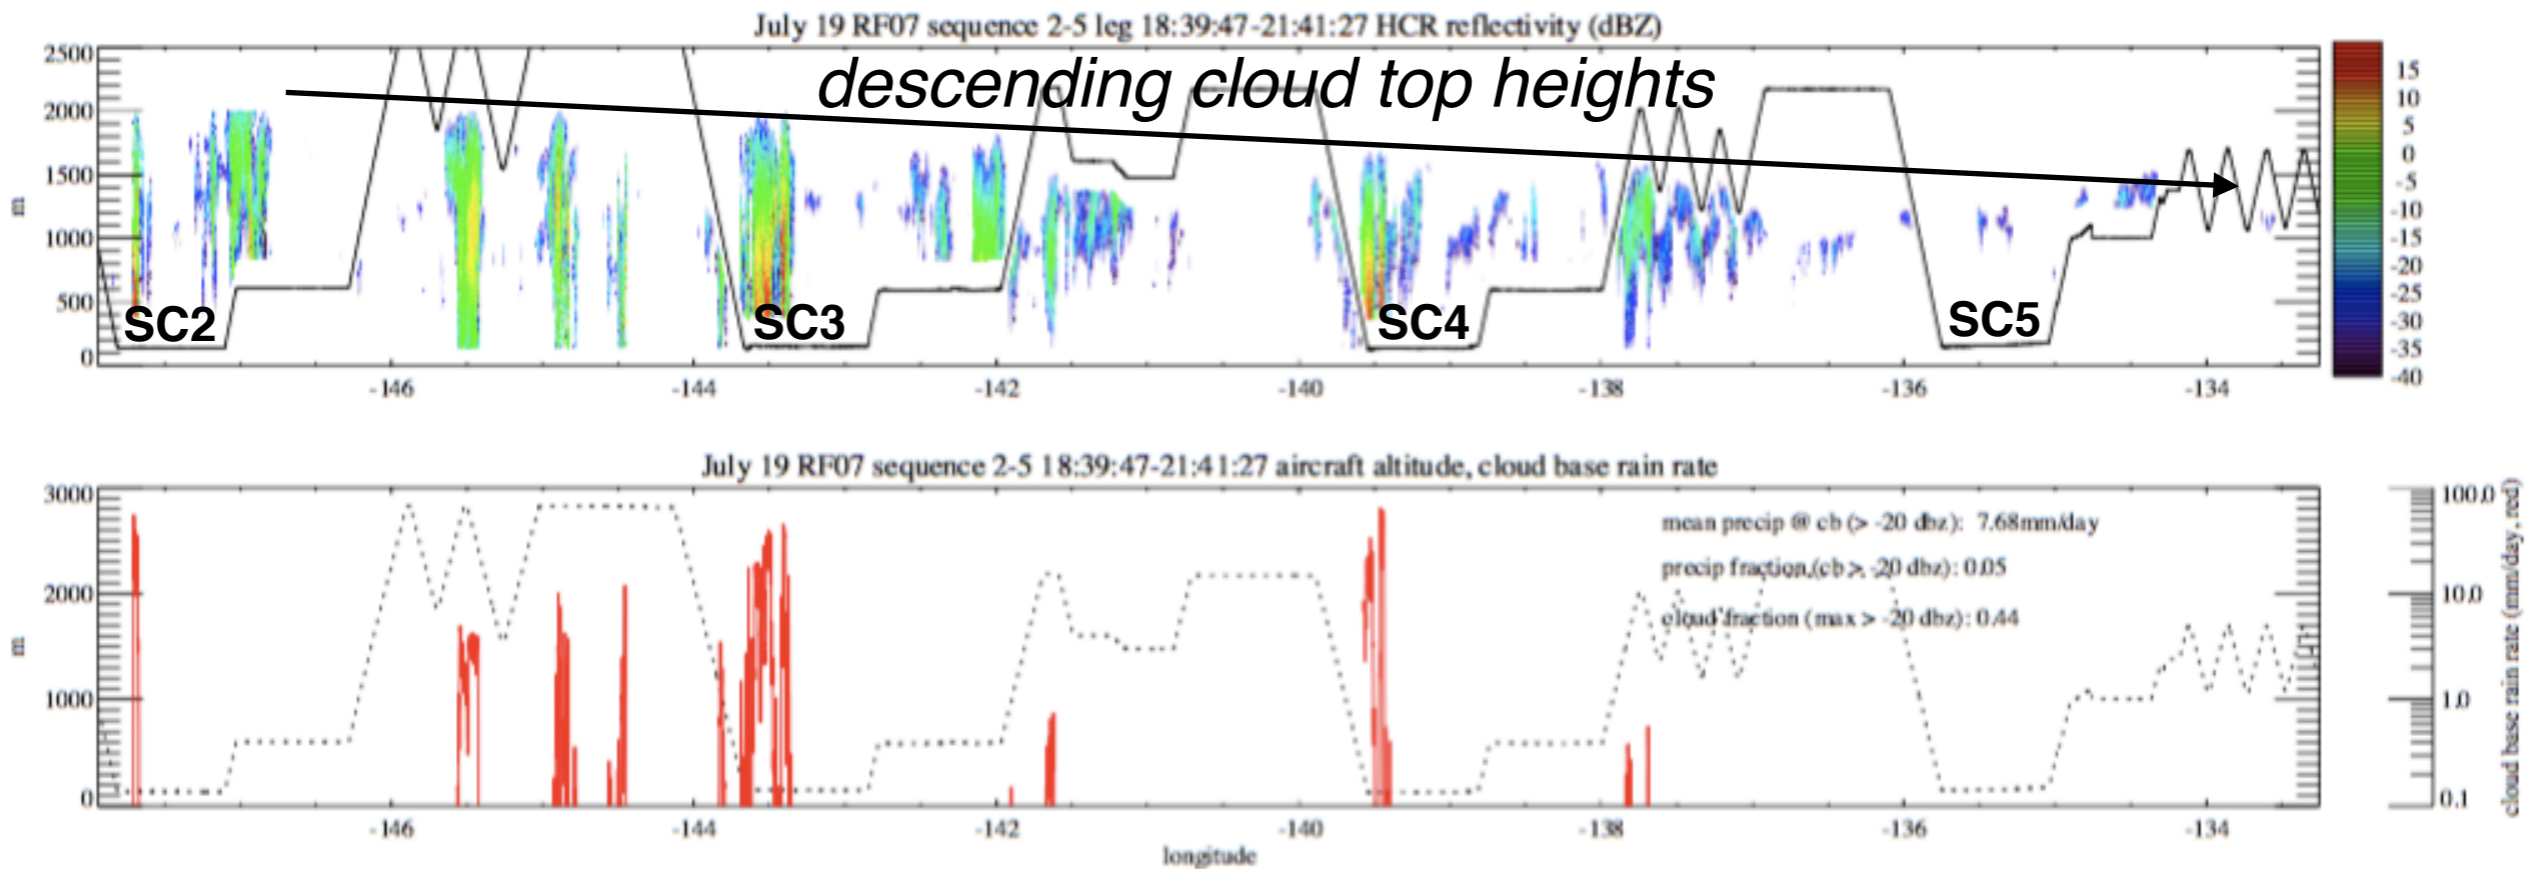 July 19 RF07 sequence 2-5 leg 18:39:47-21:41:27 HCR reflectivity (dBZ)
descending cloud top heights
2500
2000
1500
1000
500
0
m
SC2
SC3
SC4
SC5
-146
-144
-142
-140
-138
-136
-134
15
10
5
0
-5
-10
-15
-20
-25
-30
-35
-40
July 19 RF07 sequence 2-5 18:39:47-21:41:27 aircraft altitude, cloud base rain rate
3000
2000
1000
0
m
mean precip @ cb (> -20 dbz): 7.68mm/day
precip fraction,(cb > -20 dbz): 0.05
cloud fraction (max > -20 dbz): 0.44
100.0
10.0
1.0
0.1
cloud base rain rate (mm/day, red)
-146
-144
-142
-140
-138
-136
-134
longitude